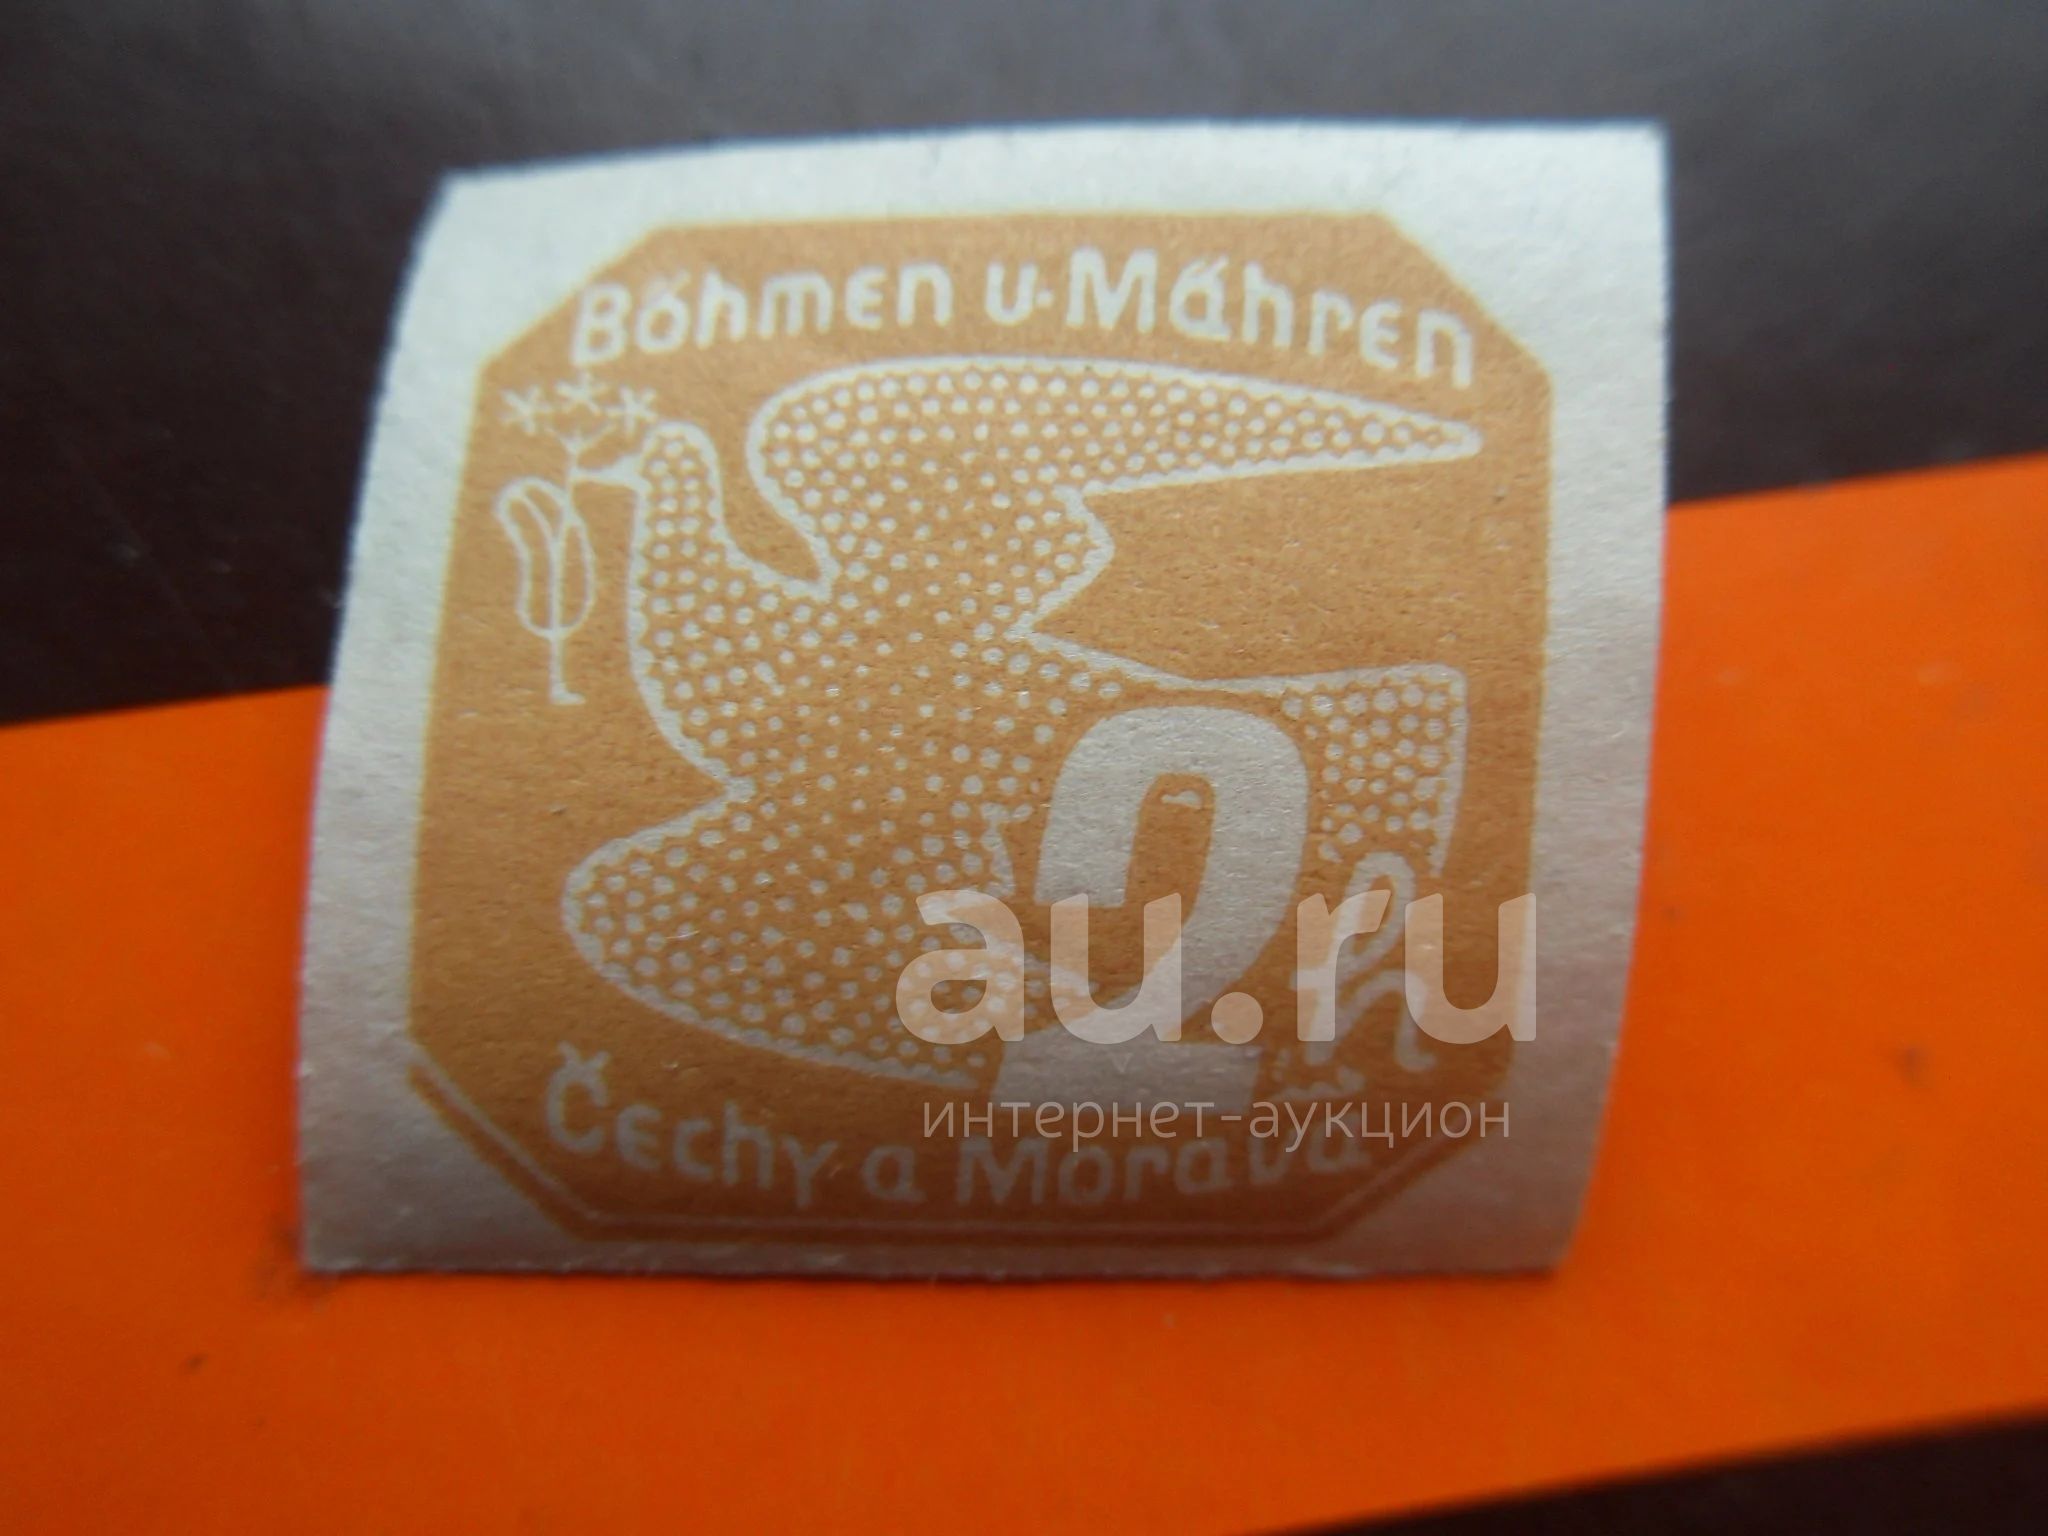 Böhmen u. Mähren
2 h
au.ru
интернет-аукцион
Čechy a Morava